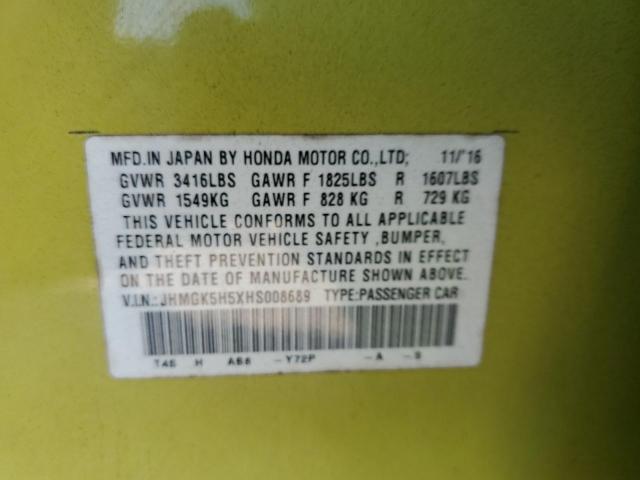 MFD.IN JAPAN BY HONDA MOTOR CO.,LTD; 11/'16
GVWR 3416LBS GAWR F 1825LBS R 1607LBS
GVWR 1549KG GAWR F 828 KG R 729 KG
THIS VEHICLE CONFORMS TO ALL APPLICABLE
FEDERAL MOTOR VEHICLE SAFETY ,BUMPER,
AND THEFT PREVENTION STANDARDS IN EFFECT
ON THE DATE OF MANUFACTURE SHOWN ABOVE.
V.I.N.: JHMGK5H5XHS008689 TYPE:PASSENGER CAR
H -Y72P -A -S